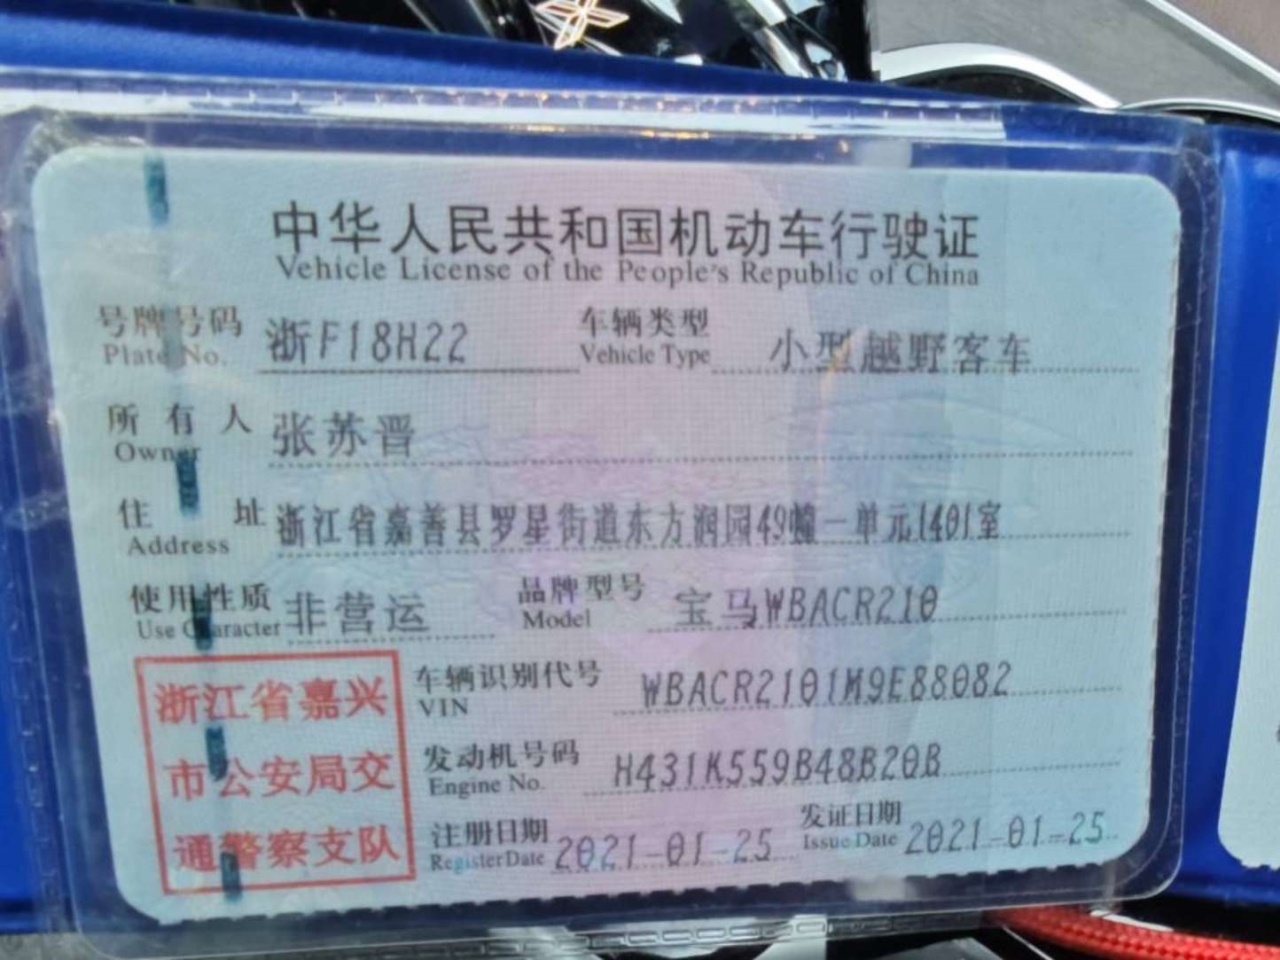 中华人民共和国机动车行驶证
Vehicle License of the People's Republic of China
号牌号码 浙F18H22 车辆类型 小型越野客车
Plate No. Vehicle Type
所有人 张苏晋
Owner
住址 浙江省嘉善县罗星街道东方润园49幢一单元1401室
Address
使用性质 非营运 品牌型号 宝马WBACR210
Use Character Model
浙江省嘉兴
市公安局交
通警察支队
车辆识别代号 WBACR2101M9E88082
VIN
发动机号码 H431K559B48B20B
Engine No.
注册日期 2021-01-25 发证日期 2021-01-25
Register Date Issue Date